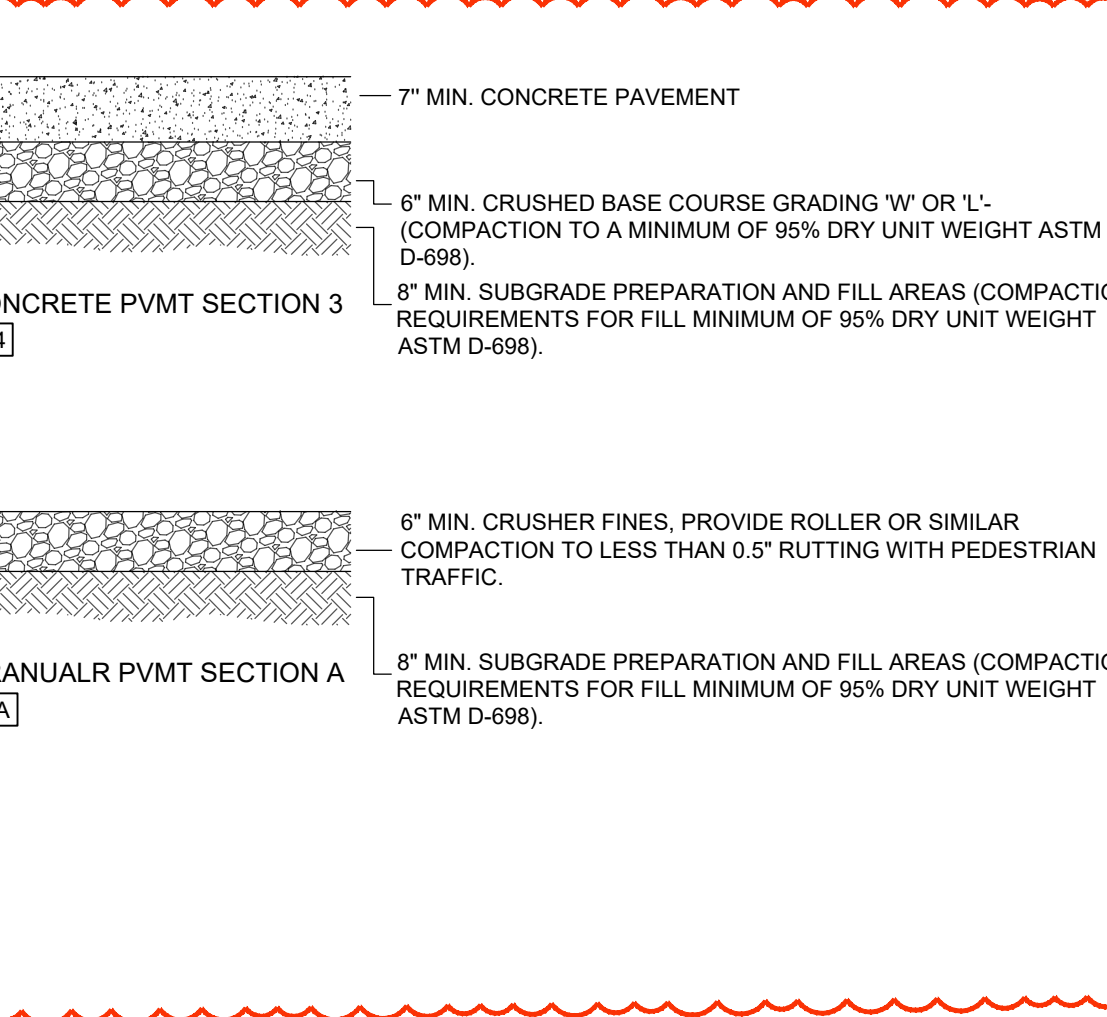 7" MIN. CONCRETE PAVEMENT
6" MIN. CRUSHED BASE COURSE GRADING 'W' OR 'L'-
(COMPACTION TO A MINIMUM OF 95% DRY UNIT WEIGHT ASTM
D-698).
8" MIN. SUBGRADE PREPARATION AND FILL AREAS (COMPACTIO
REQUIREMENTS FOR FILL MINIMUM OF 95% DRY UNIT WEIGHT
ASTM D-698).
ONCRETE PVMT SECTION 3
4
6" MIN. CRUSHER FINES, PROVIDE ROLLER OR SIMILAR
COMPACTION TO LESS THAN 0.5" RUTTING WITH PEDESTRIAN
TRAFFIC.
8" MIN. SUBGRADE PREPARATION AND FILL AREAS (COMPACTIO
REQUIREMENTS FOR FILL MINIMUM OF 95% DRY UNIT WEIGHT
ASTM D-698).
RANUALR PVMT SECTION A
A